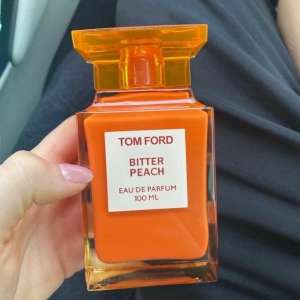 TOM FORD
BITTER
PEACH
EAU DE PARFUM
100 ML